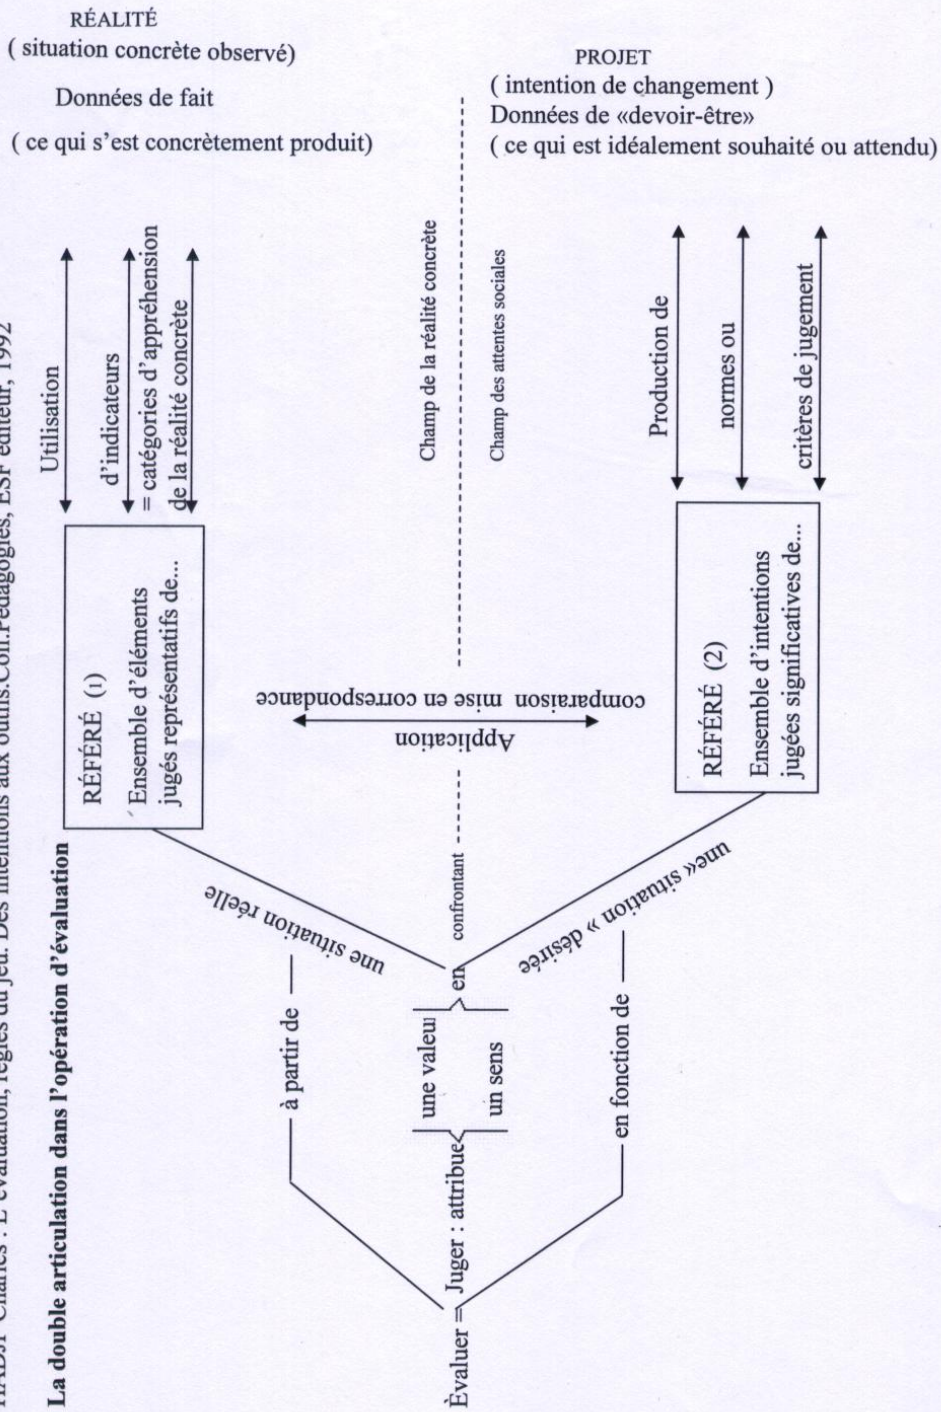 HADJI Charles : L'évaluation, règles du jeu. Des intentions aux outils.Coll.Pédagogies, ESF éditeur, 1992
La double articulation dans l'opération d'évaluation
RÉALITÉ
( situation concrète observé)
Données de fait
( ce qui s'est concrètement produit)
PROJET
( intention de changement )
Données de «devoir-être»
( ce qui est idéalement souhaité ou attendu)
Utilisation
d'indicateurs
= catégories d'appréhension
de la réalité concrète
RÉFÉRÉ (1)
Ensemble d'éléments
jugés représentatifs de...
Champ de la réalité concrète
Champ des attentes sociales
Production de
normes ou
critères de jugement
RÉFÉRÉ (2)
Ensemble d'intentions
jugées significatives de...
comparaison mise en correspondance
Application
une situation réelle
une« situation » désirée
à partir de
Èvaluer =
Juger : attribue
une valeu
un sens
en
confrontant
en fonction de